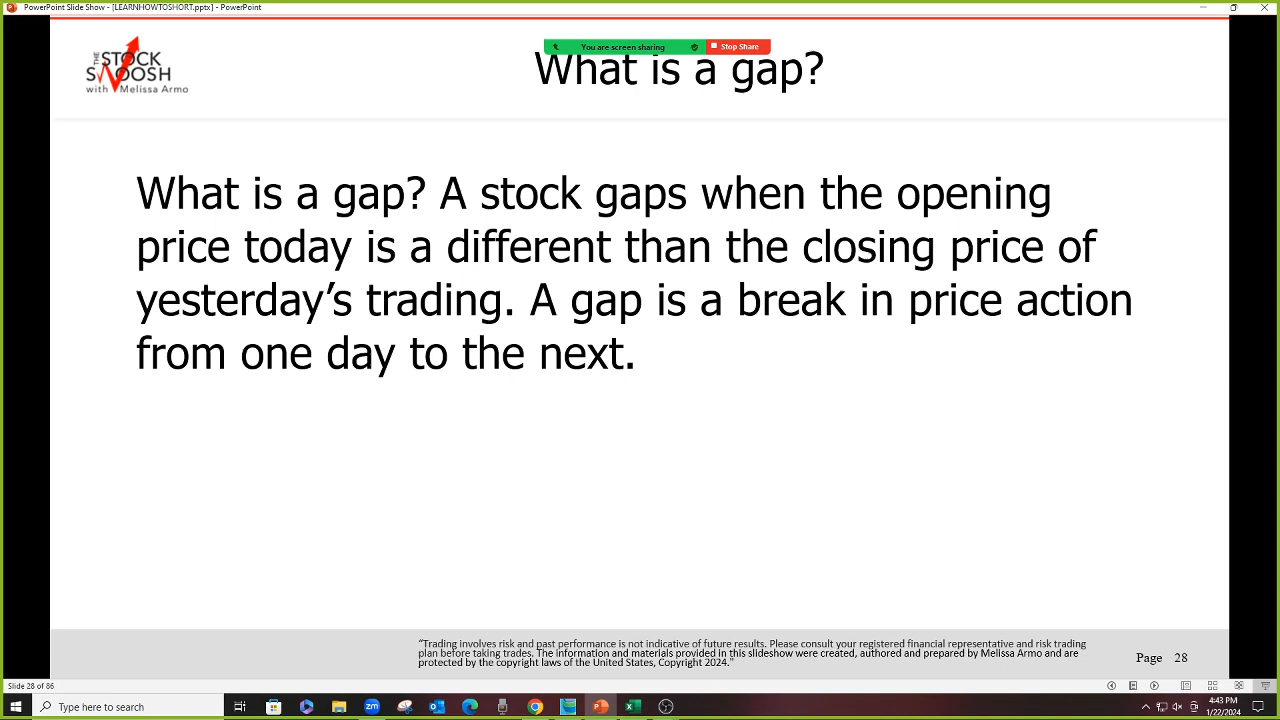 PowerPoint Slide Show - [LEARNHOWTOSHORT.pptx] - PowerPoint
You are screen sharing
Stop Share
THE
STOCK
SWOOSH
with Melissa Armo
What is a gap?
What is a gap? A stock gaps when the opening
price today is a different than the closing price of
yesterday’s trading. A gap is a break in price action
from one day to the next.
“Trading involves risk and past performance is not indicative of future results. Please consult your registered financial representative and risk trading
plan before taking trades. The information and materials provided in this slideshow were created, authored and prepared by Melissa Armo and are
protected by the copyright laws of the United States, Copyright 2024.”
Page 28
Slide 28 of 86
Type here to search
4:43 PM
1/22/2024